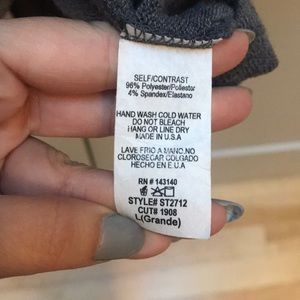 SELF/CONTRAST
96% Polyester/Poliester
4% Spandex/Elastano
HAND WASH COLD WATER
DO NOT BLEACH
HANG OR LINE DRY
MADE IN U.S.A
LAVE FRIO A MANO.NO
CLOROSECAR COLGADO
HECHO EN E.U.A
RN # 143140
STYLE# ST2712
CUT# 1908
L(Grande)